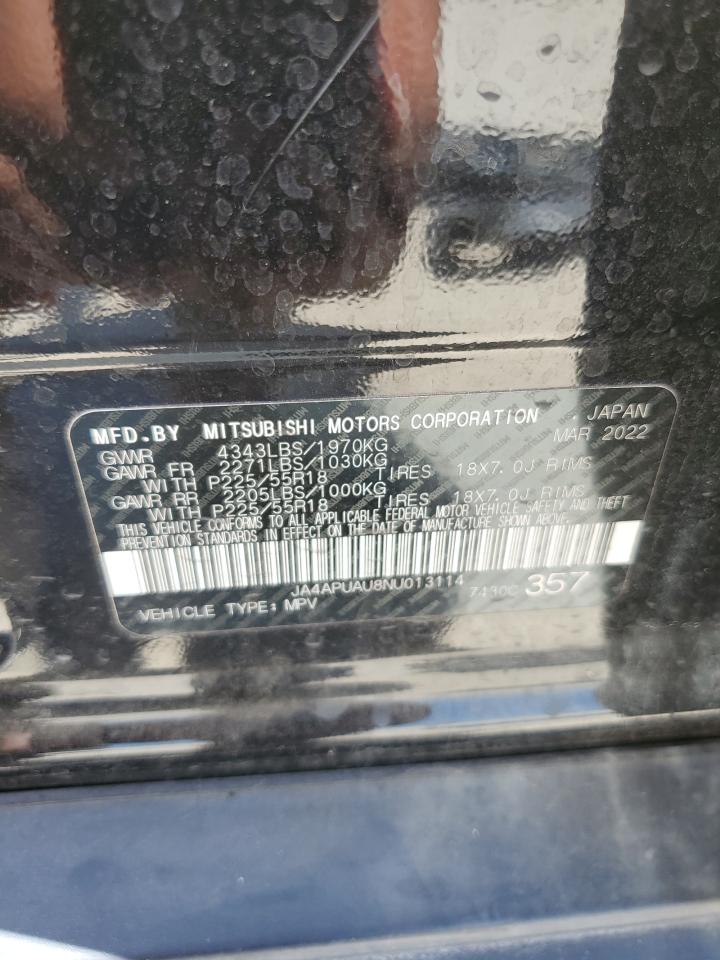 MFD.BY MITSUBISHI MOTORS CORPORATION , JAPAN
MAR 2022
GVWR 4343LBS/1970KG
GAWR FR 2271LBS/1030KG
WITH P225/55R18 TIRES 18X7.0J RIMS
GAWR RR 2205LBS/1000KG
WITH P225/55R18 TIRES 18X7.0J RIMS
THIS VEHICLE CONFORMS TO ALL APPLICABLE FEDERAL MOTOR VEHICLE SAFETY AND THEFT
PREVENTION STANDARDS IN EFFECT ON THE DATE OF MANUFACTURE SHOWN ABOVE.
JA4APUAU8NU013114 7430C 357
VEHICLE TYPE: MPV